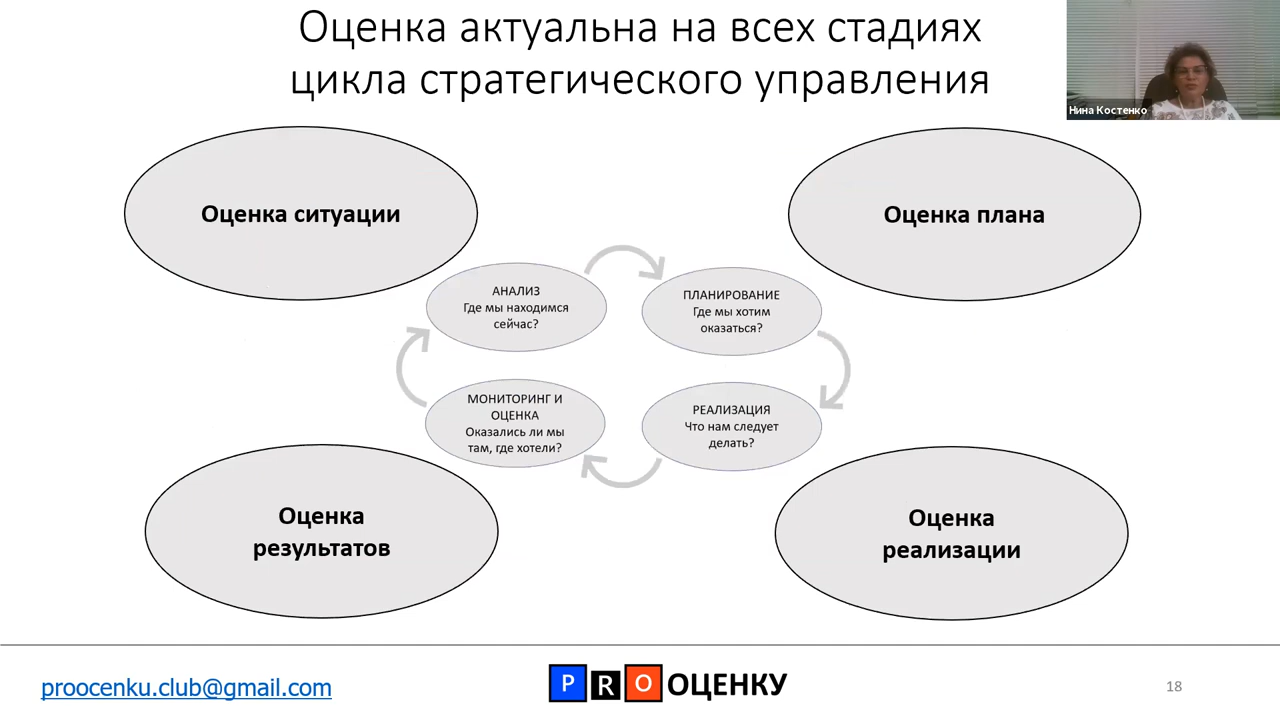 Оценка актуальна на всех стадиях
цикла стратегического управления
Нина Костенко
Оценка ситуации
Оценка плана
АНАЛИЗ
Где мы находимся
сейчас?
ПЛАНИРОВАНИЕ
Где мы хотим
оказаться?
МОНИТОРИНГ И
ОЦЕНКА
Оказались ли мы
там, где хотели?
РЕАЛИЗАЦИЯ
Что нам следует
делать?
Оценка
результатов
Оценка
реализации
proocenku.club@gmail.com
PRO ОЦЕНКУ
18